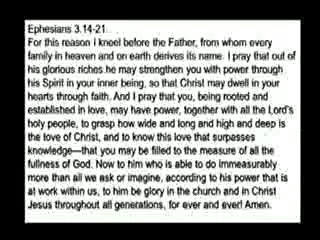 Ephesians 3.14-21
For this reason I kneel before the Father, from whom every
family in heaven and on earth derives its name. I pray that out of
his glorious riches he may strengthen you with power through
his Spirit in your inner being, so that Christ may dwell in your
hearts through faith. And I pray that you, being rooted and
established in love, may have power, together with all the Lord's
holy people, to grasp how wide and long and high and deep is
the love of Christ, and to know this love that surpasses
knowledge—that you may be filled to the measure of all the
fullness of God. Now to him who is able to do immeasurably
more than all we ask or imagine, according to his power that is
at work within us, to him be glory in the church and in Christ
Jesus throughout all generations, for ever and ever! Amen.